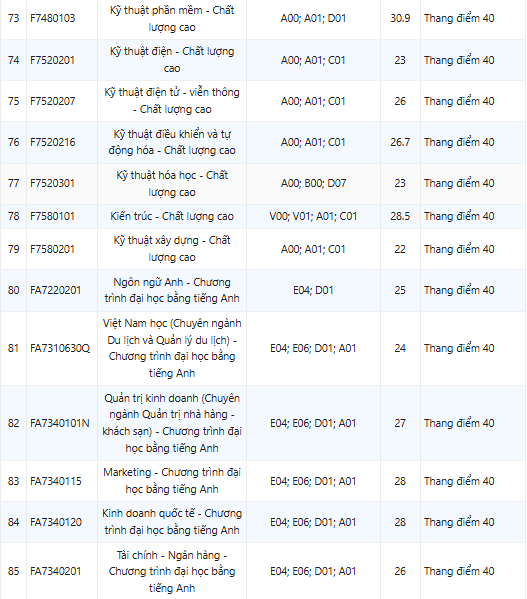 73 F7480103 Kỹ thuật phần mềm - Chất A00; A01; D01 30.9 Thang điểm 40
lượng cao
74 F7520201 Kỹ thuật điện - Chất lượng A00; A01; C01 23 Thang điểm 40
cao
75 F7520207 Kỹ thuật điện tử - viễn thông A00; A01; C01 26 Thang điểm 40
- Chất lượng cao
76 F7520216 Kỹ thuật điều khiển và tự A00; A01; C01 26.7 Thang điểm 40
động hóa - Chất lượng cao
77 F7520301 Kỹ thuật hóa học - Chất A00; B00; D07 23 Thang điểm 40
lượng cao
78 F7580101 Kiến trúc - Chất lượng cao V00; V01; A01; C01 28.5 Thang điểm 40
79 F7580201 Kỹ thuật xây dựng - Chất A00; A01; C01 22 Thang điểm 40
lượng cao
80 FA7220201 Ngôn ngữ Anh - Chương E04; D01 25 Thang điểm 40
trình đại học bằng tiếng Anh
81 FA7310630Q Việt Nam học (Chuyên ngành E04; E06; D01; A01 24 Thang điểm 40
Du lịch và Quản lý du lịch) -
Chương trình đại học bằng
tiếng Anh
82 FA7340101N Quản trị kinh doanh (Chuyên E04; E06; D01; A01 27 Thang điểm 40
ngành Quản trị nhà hàng -
khách sạn) - Chương trình đại
học bằng tiếng Anh
83 FA7340115 Marketing - Chương trình đại E04; E06; D01; A01 28 Thang điểm 40
học bằng tiếng Anh
84 FA7340120 Kinh doanh quốc tế - Chương E04; E06; D01; A01 28 Thang điểm 40
trình đại học bằng tiếng Anh
85 FA7340201 Tài chính - Ngân hàng - E04; E06; D01; A01 26 Thang điểm 40
Chương trình đại học bằng
tiếng Anh